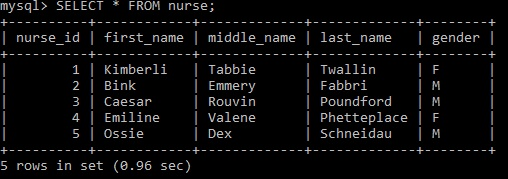 mysql> SELECT * FROM nurse;
+----------+------------+-------------+--------------+--------+
| nurse_id | first_name | middle_name | last_name    | gender |
+----------+------------+-------------+--------------+--------+
|        1 | Kimberli   | Tabbie      | Twallin      | F      |
|        2 | Bink       | Emmery      | Fabbri       | M      |
|        3 | Caesar     | Rouvin      | Poundford    | M      |
|        4 | Emiline    | Valene      | Phetteplace  | F      |
|        5 | Ossie      | Dex         | Schneidau    | M      |
+----------+------------+-------------+--------------+--------+
5 rows in set (0.96 sec)